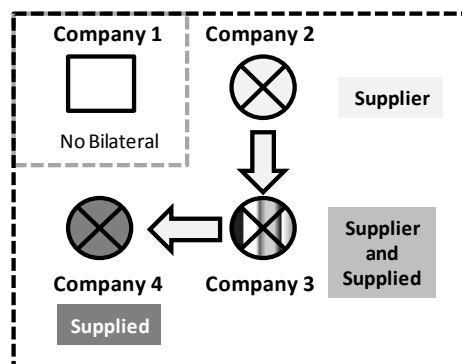 Company 1
Company 2
No Bilateral
Supplier
Company 4
Company 3
Supplier
and
Supplied
Supplied